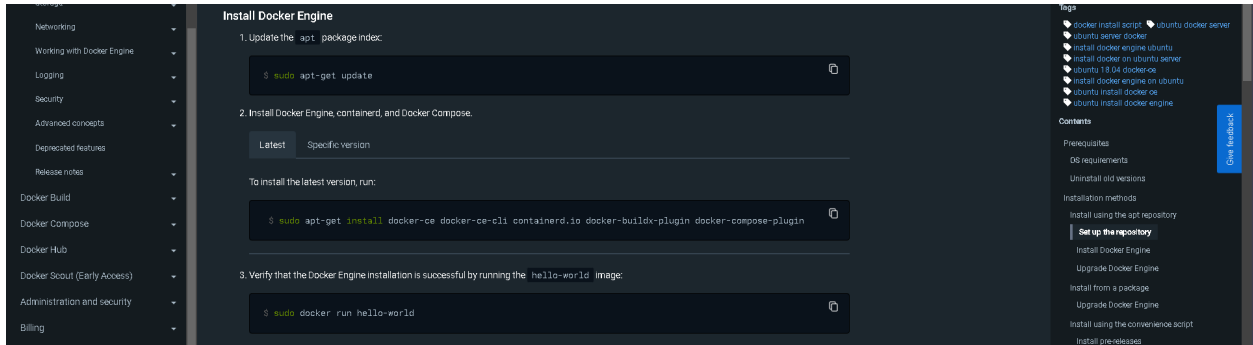 Storage
Networking
Working with Docker Engine
Logging
Security
Advanced concepts
Deprecated features
Release notes
Docker Build
Docker Compose
Docker Hub
Docker Scout (Early Access)
Administration and security
Billing
Install Docker Engine
1. Update the apt package index:
$ sudo apt-get update
2. Install Docker Engine, containerd, and Docker Compose.
Latest Specific version
To install the latest version, run:
$ sudo apt-get install docker-ce docker-ce-cli containerd.io docker-buildx-plugin docker-compose-plugin
3. Verify that the Docker Engine installation is successful by running the hello-world image:
$ sudo docker run hello-world
Tags
docker install script ubuntu docker server
ubuntu server docker
install docker engine ubuntu
install docker on ubuntu server
ubuntu 18.04 docker-ce
install docker engine on ubuntu
ubuntu install docker ce
ubuntu install docker engine
Contents
Prerequisites
OS requirements
Uninstall old versions
Installation methods
Install using the apt repository
Set up the repository
Install Docker Engine
Upgrade Docker Engine
Install from a package
Upgrade Docker Engine
Install using the convenience script
Install pre-releases
Give feedback